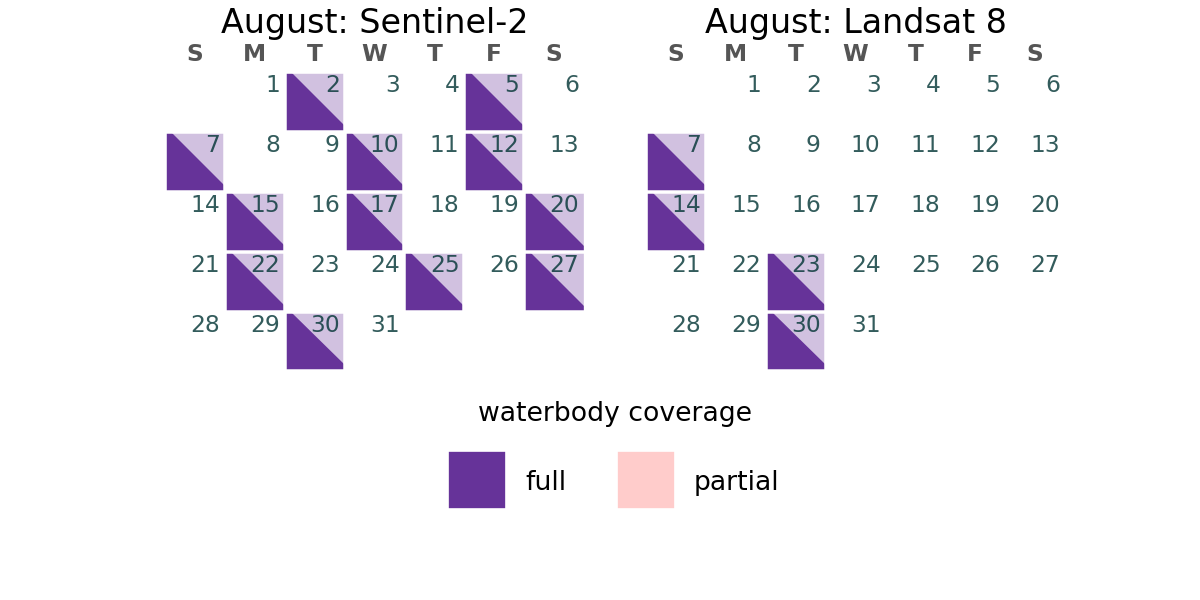 August: Sentinel-2
S M T W T F S
1 2 3 4 5 6
7 8 9 10 11 12 13
14 15 16 17 18 19 20
21 22 23 24 25 26 27
28 29 30 31
August: Landsat 8
S M T W T F S
1 2 3 4 5 6
7 8 9 10 11 12 13
14 15 16 17 18 19 20
21 22 23 24 25 26 27
28 29 30 31
waterbody coverage
full
partial